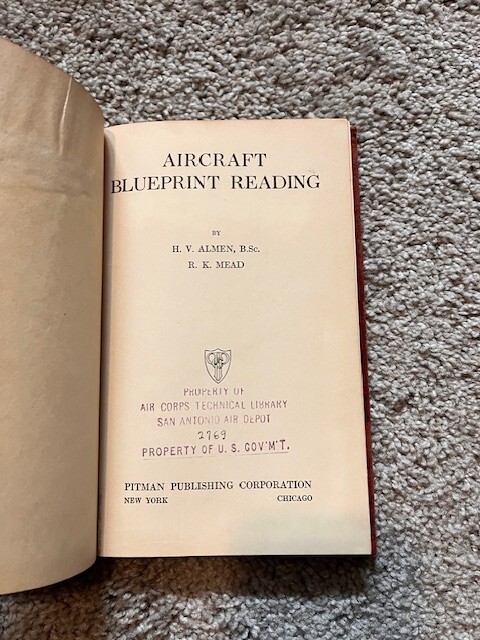 AIRCRAFT
BLUEPRINT READING
BY
H. V. ALMEN, B.Sc.
R. K. MEAD
PROPERTY OF
AIR CORPS TECHNICAL LIBRARY
SAN ANTONIO AIR DEPOT
2769
PROPERTY OF U. S. GOV'M'T.
PITMAN PUBLISHING CORPORATION
NEW YORK CHICAGO